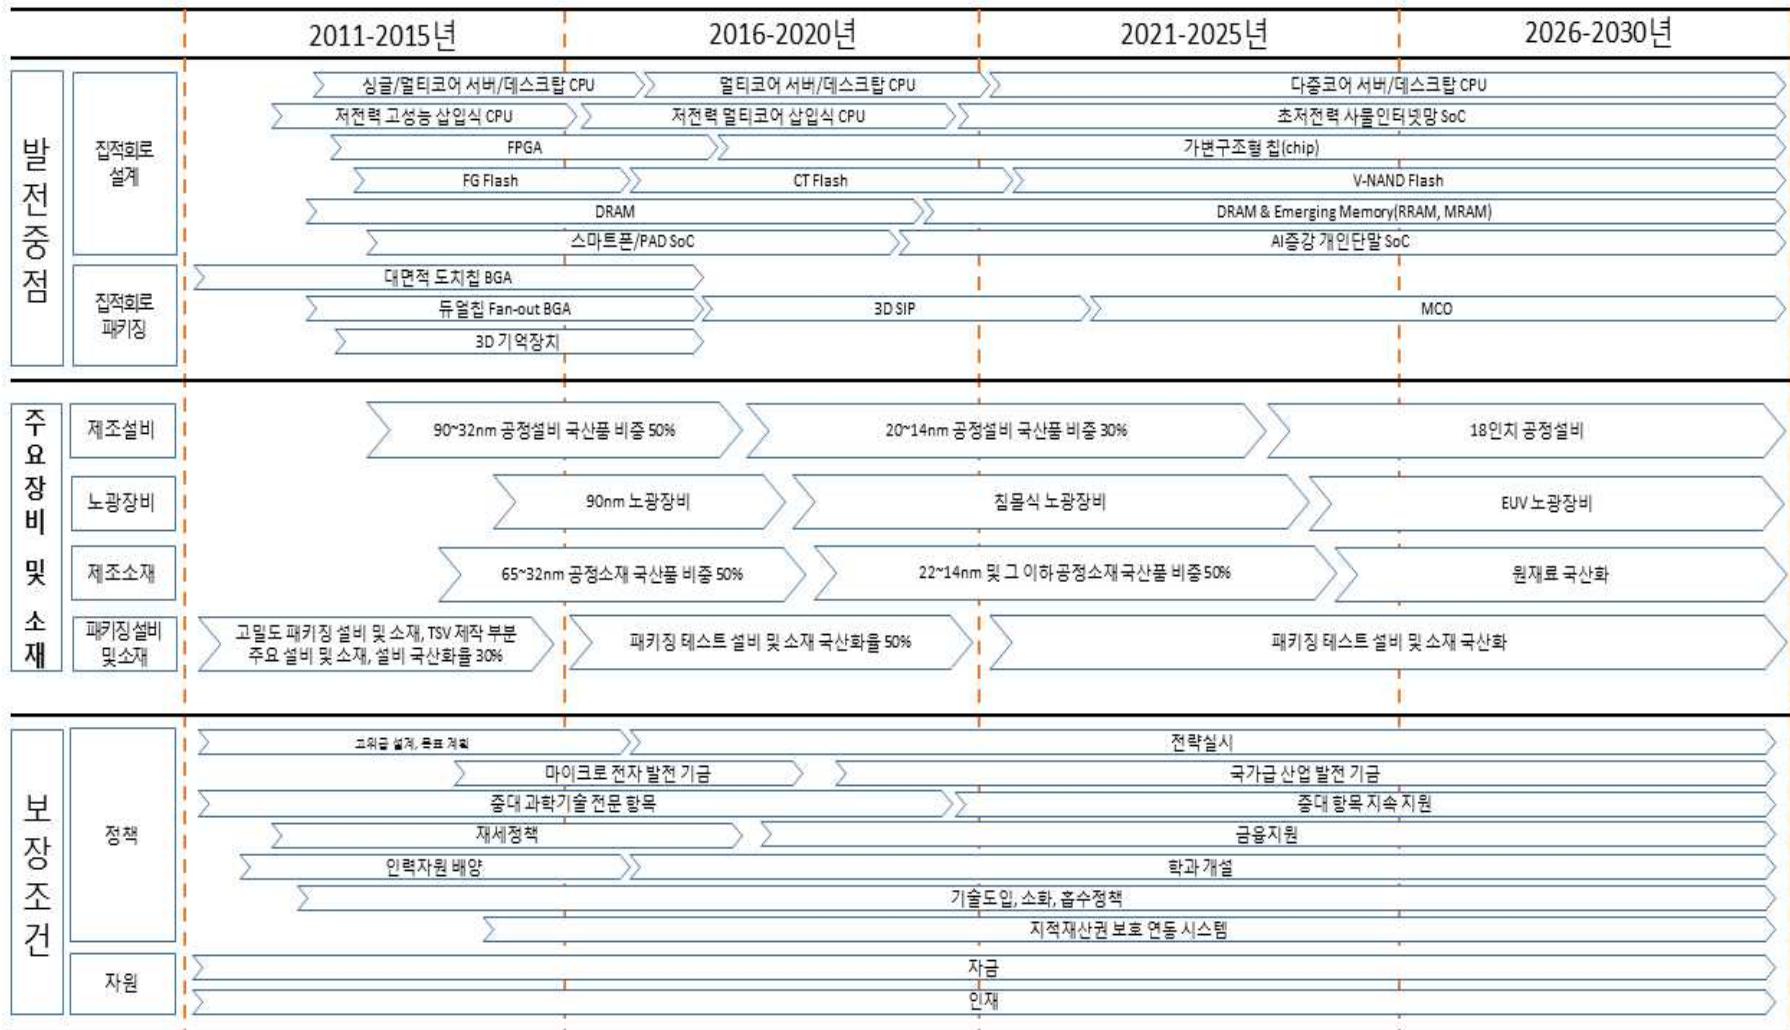 2011-2015년
2016-2020년
2021-2025년
2026-2030년
발전중점
집적회로
설계
싱글/멀티코어 서버/데스크탑 CPU
멀티코어 서버/데스크탑 CPU
다중코어 서버/데스크탑 CPU
저전력 고성능 삽입식 CPU
저전력 멀티코어 삽입식 CPU
초저전력 사물인터넷망 SoC
FPGA
가변구조형 칩(chip)
FG Flash
CT Flash
V-NAND Flash
DRAM
DRAM & Emerging Memory(RRAM, MRAM)
스마트폰/PAD SoC
AI증강 개인단말 SoC
집적회로
패키징
대면적 도치칩 BGA
듀얼칩 Fan-out BGA
3D SIP
MCO
3D 기억장치
주요장비 및 소재
제조설비
90~32nm 공정설비 국산품 비중 50%
20~14nm 공정설비 국산품 비중 30%
18인치 공정설비
노광장비
90nm 노광장비
침몰식 노광장비
EUV 노광장비
제조소재
65~32nm 공정소재 국산품 비중 50%
22~14nm 및 그 이하 공정소재 국산품 비중 50%
원재료 국산화
패키징설비
및소재
고밀도 패키징 설비 및 소재, TSV 제작 부분
주요 설비 및 소재, 설비 국산화율 30%
패키징 테스트 설비 및 소재 국산화율 50%
패키징 테스트 설비 및 소재 국산화
보장조건
정책
고위급 설계, 목표 계획
전략실시
마이크로 전자 발전 기금
국가급 산업 발전 기금
중대 과학기술 전문 항목
중대 항목 지속 지원
재세정책
금융지원
인력자원 배양
학과 개설
기술도입, 소화, 흡수정책
지적재산권 보호 연동 시스템
자원
자금
인재